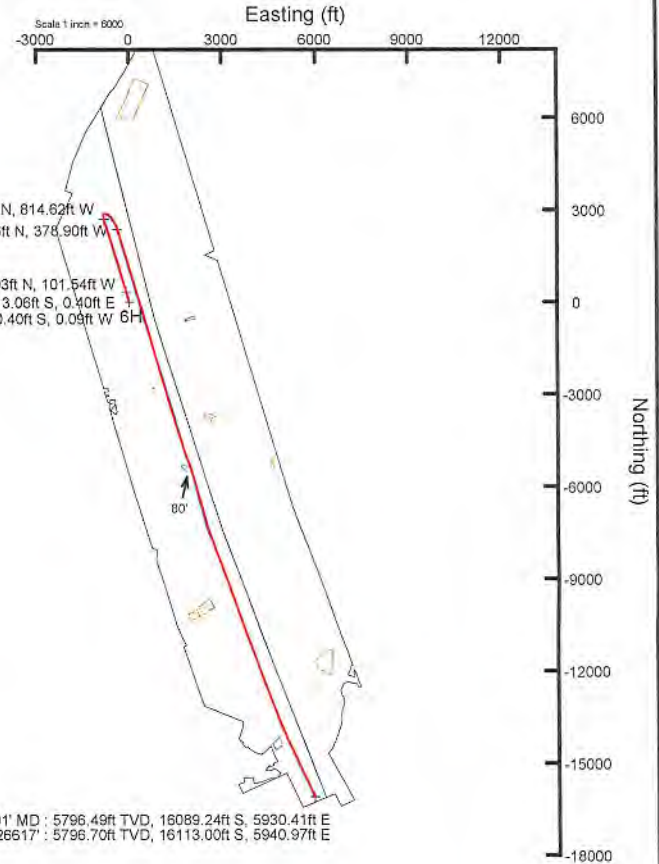 Easting (ft)
Scale 1 inch = 6000
-3000 0 3000 6000 9000 12000
6000
3000
0
-3000
-6000
-9000
-12000
-15000
-18000
Northing (ft)
N, 814.62ft W
ft N, 378.90ft W
3ft N, 101.54ft W
3.06ft S, 0.40ft E
0.40ft S, 0.09ft W
6H
80'
1' MD : 5796.49ft TVD, 16089.24ft S, 5930.41ft E
26617' : 5796.70ft TVD, 16113.00ft S, 5940.97ft E